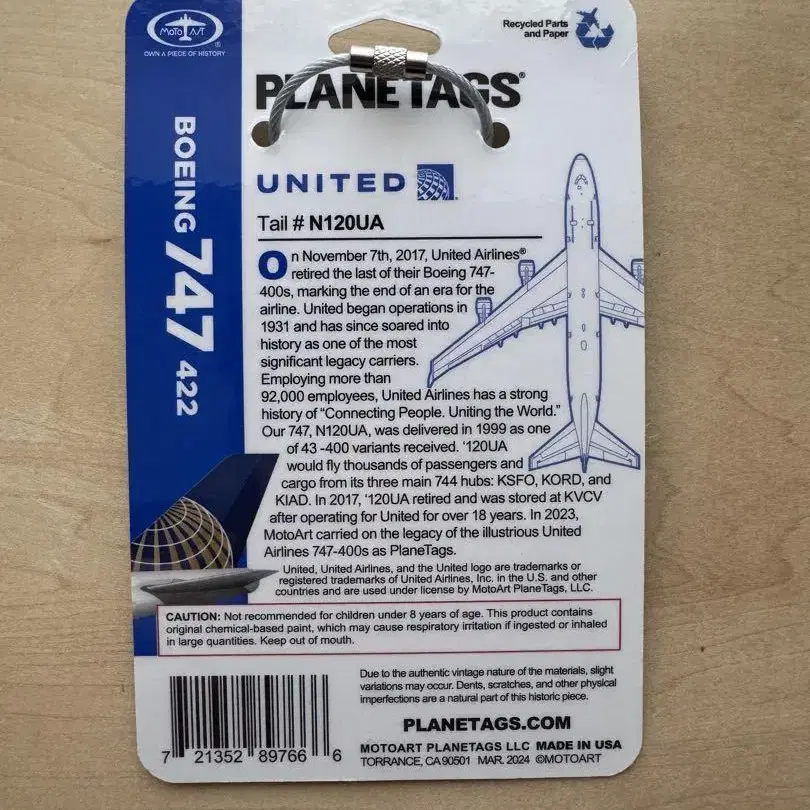 MOTOART
®
OWN A PIECE OF HISTORY
Recycled Parts
and Paper
PLANETAGS®
BOEING 747 422
UNITED
Tail # N120UA
On November 7th, 2017, United Airlines®
retired the last of their Boeing 747-
400s, marking the end of an era for the
airline. United began operations in
1931 and has since soared into
history as one of the most
significant legacy carriers.
Employing more than
92,000 employees, United Airlines has a strong
history of “Connecting People. Uniting the World.”
Our 747, N120UA, was delivered in 1999 as one
of 43 -400 variants received. ‘120UA
would fly thousands of passengers and
cargo from its three main 744 hubs: KSFO, KORD, and
KIAD. In 2017, ‘120UA retired and was stored at KVCV
after operating for United for over 18 years. In 2023,
MotoArt carried on the legacy of the illustrious United
Airlines 747-400s as PlaneTags.
United, United Airlines, and the United logo are trademarks or
registered trademarks of United Airlines, Inc. in the U.S. and other
countries and are used under license by MotoArt PlaneTags, LLC.
CAUTION: Not recommended for children under 8 years of age. This product contains
original chemical-based paint, which may cause respiratory irritation if ingested or inhaled
in large quantities. Keep out of mouth.
Due to the authentic vintage nature of the materials, slight
variations may occur. Dents, scratches, and other physical
imperfections are a natural part of this historic piece.
PLANETAGS.COM
MOTOART PLANETAGS LLC MADE IN USA
TORRANCE, CA 90501 MAR. 2024 ©MOTOART
7 21352 89766 6